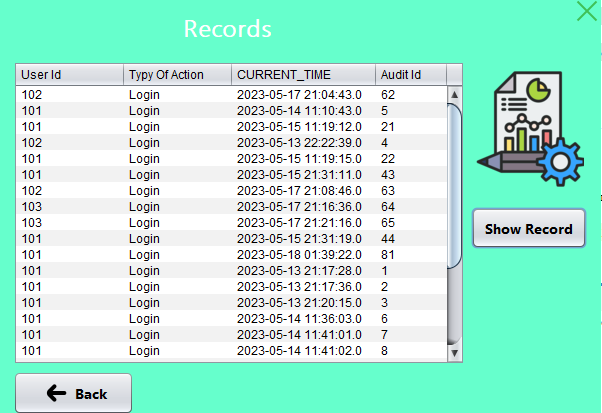 Records
User Id Typy Of Action CURRENT_TIME Audit Id
102 Login 2023-05-17 21:04:43.0 62
101 Login 2023-05-14 11:10:43.0 5
101 Login 2023-05-15 11:19:12.0 21
102 Login 2023-05-13 22:22:39.0 4
101 Login 2023-05-15 11:19:15.0 22
101 Login 2023-05-15 21:31:11.0 43
102 Login 2023-05-17 21:08:46.0 63
103 Login 2023-05-17 21:16:36.0 64
103 Login 2023-05-17 21:21:16.0 65
101 Login 2023-05-15 21:31:19.0 44
101 Login 2023-05-18 01:39:22.0 81
101 Login 2023-05-13 21:17:28.0 1
101 Login 2023-05-13 21:17:36.0 2
101 Login 2023-05-13 21:20:15.0 3
101 Login 2023-05-14 11:36:03.0 6
101 Login 2023-05-14 11:41:01.0 7
101 Login 2023-05-14 11:41:02.0 8
Show Record
Back